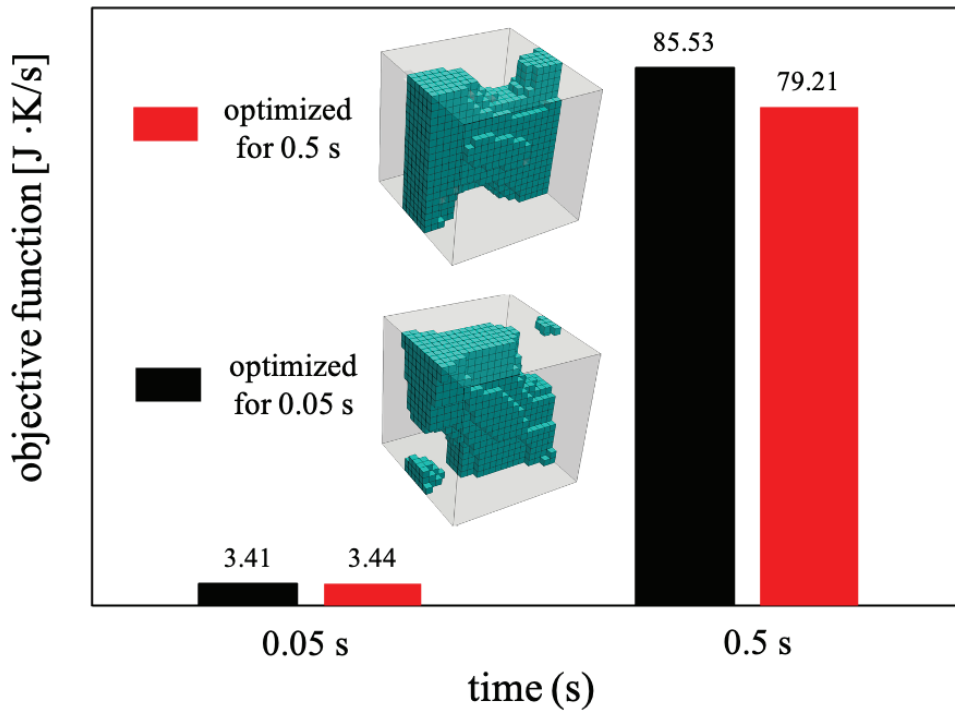 objective function [J ·K/s]
optimized
for 0.5 s
optimized
for 0.05 s
3.41
3.44
85.53
79.21
0.05 s
0.5 s
time (s)